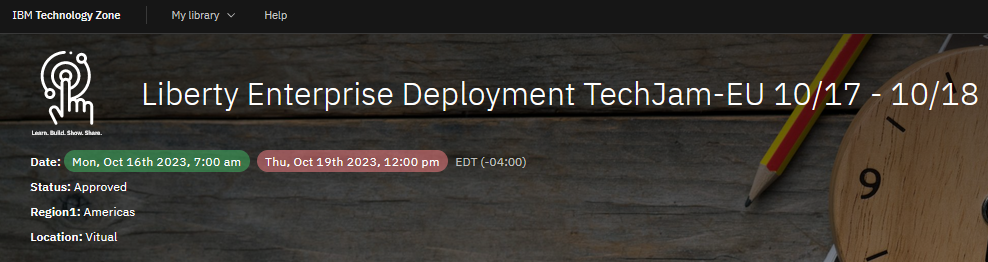 IBM Technology Zone My library Help
Liberty Enterprise Deployment TechJam-EU 10/17 - 10/18
Learn. Build. Show. Share.
Date: Mon, Oct 16th 2023, 7:00 am Thu, Oct 19th 2023, 12:00 pm EDT (-04:00)
Status: Approved
Region1: Americas
Location: Vitual
9